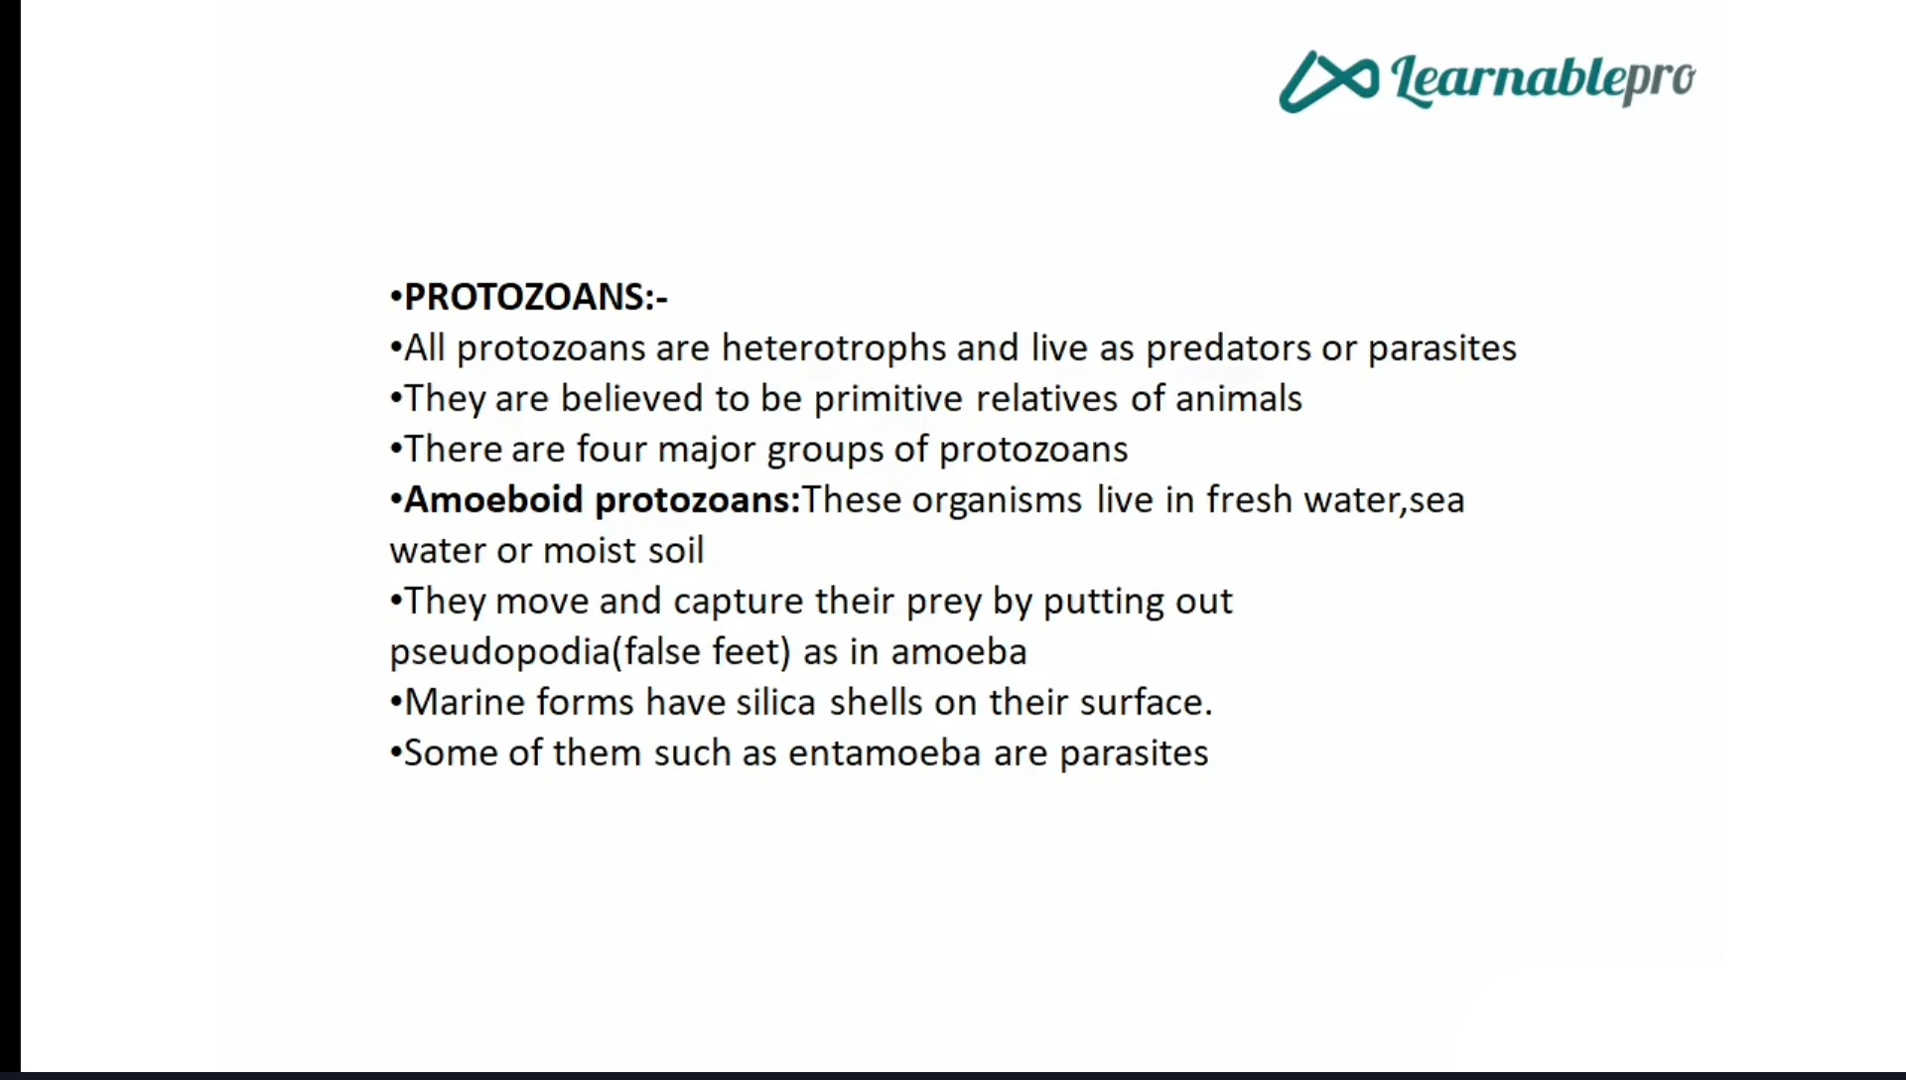 Learnablepro
•PROTOZOANS:-
•All protozoans are heterotrophs and live as predators or parasites
•They are believed to be primitive relatives of animals
•There are four major groups of protozoans
•Amoeboid protozoans:These organisms live in fresh water,sea
water or moist soil
•They move and capture their prey by putting out
pseudopodia(false feet) as in amoeba
•Marine forms have silica shells on their surface.
•Some of them such as entamoeba are parasites